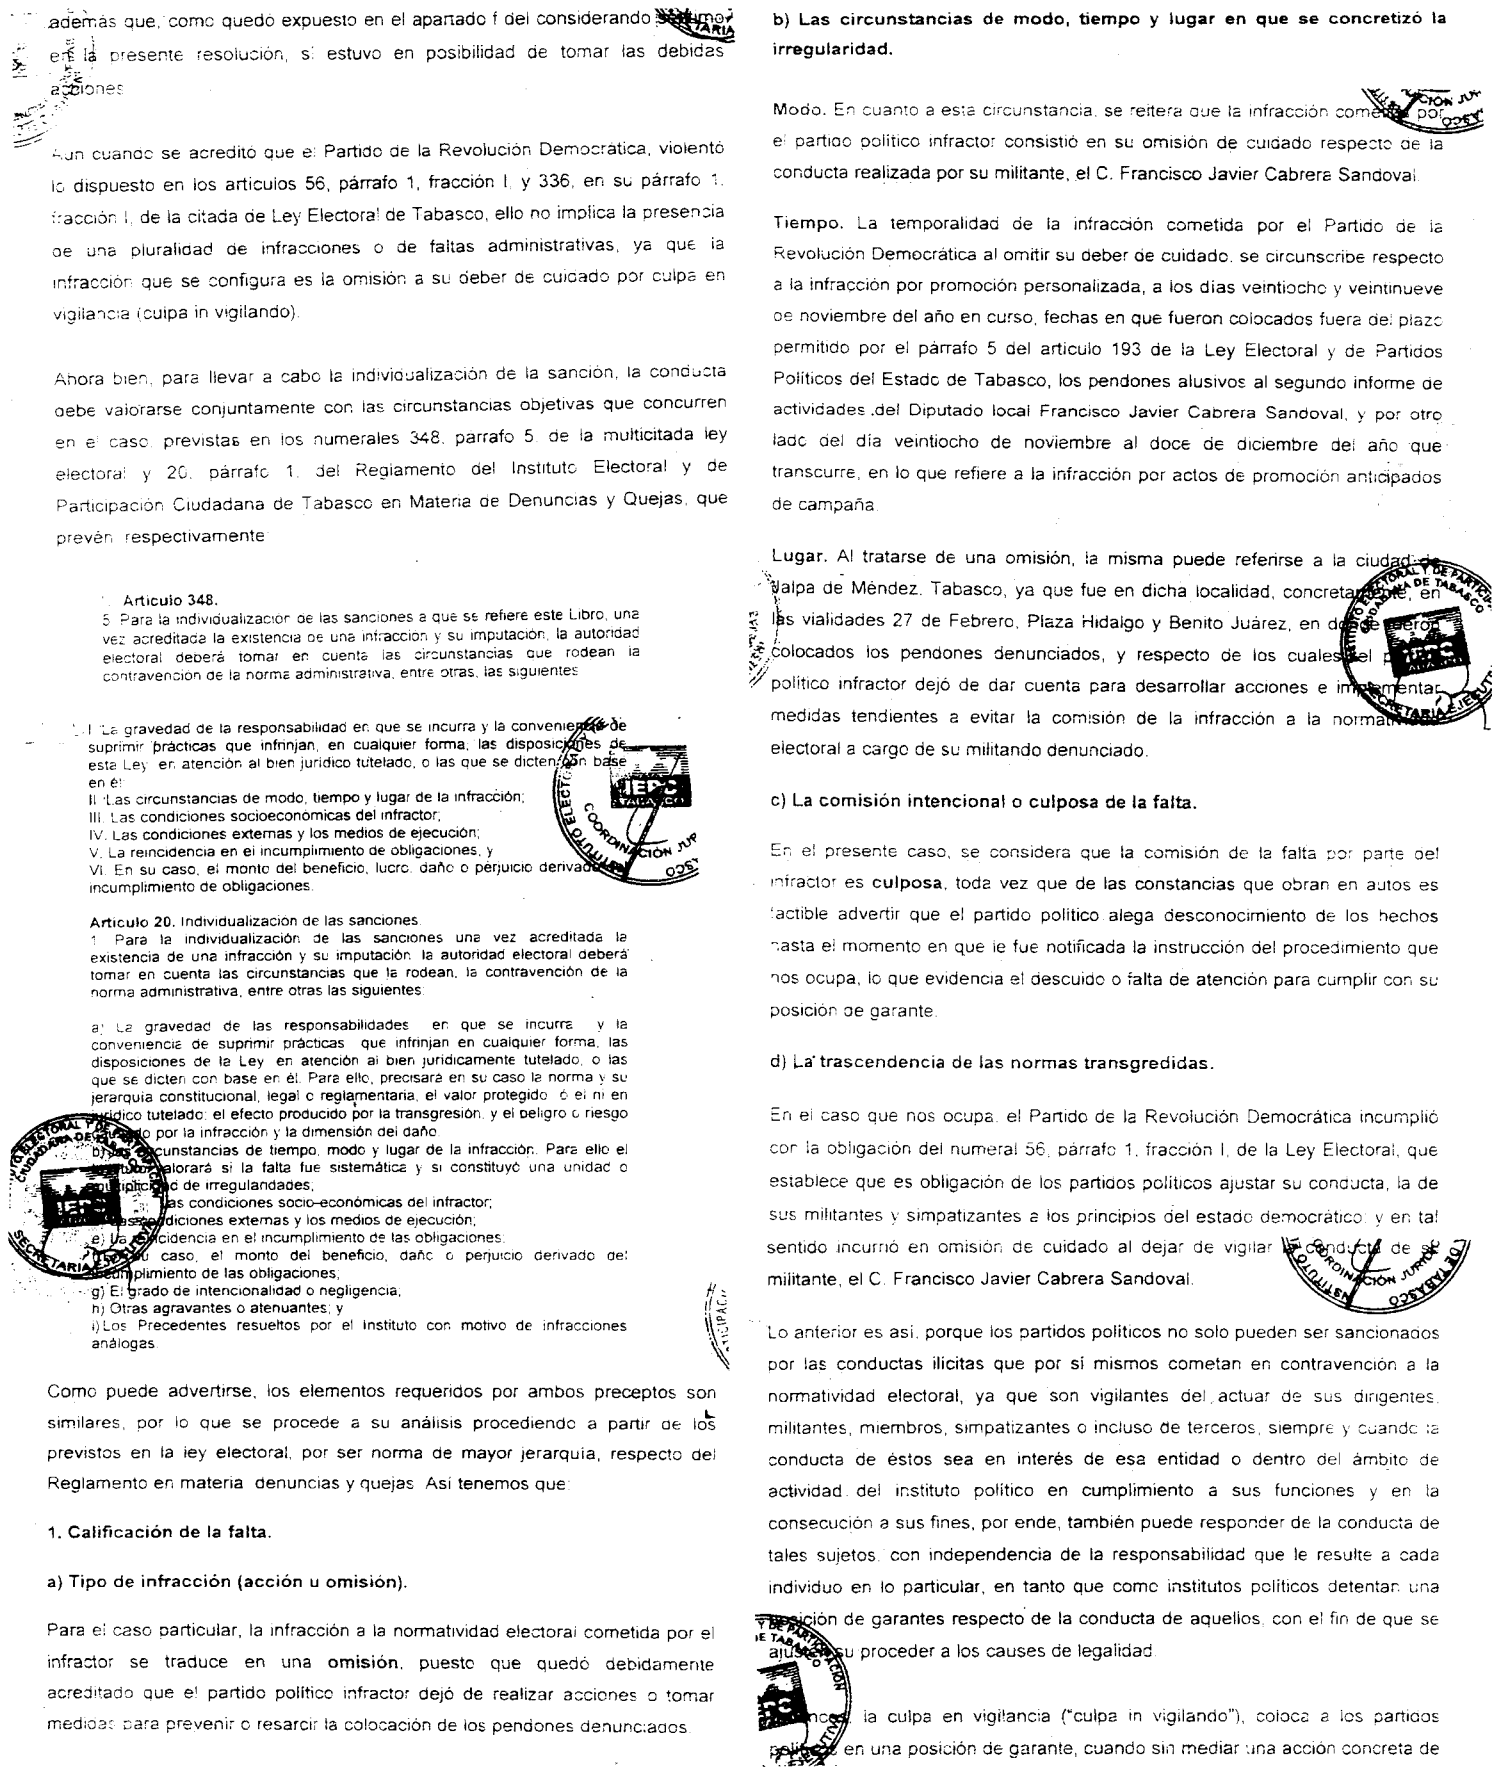 además que, como quedó expuesto en el apartado f del considerando
en la presente resolución, si estuvo en posibilidad de tomar las debidas
acciones
Aun cuando se acreditó que el Partido de la Revolución Democrática, violentó
lo dispuesto en los artículos 56, párrafo 1, fracción I, y 336, en su párrafo 1,
fracción I, de la citada de Ley Electoral de Tabasco, ello no implica la presencia
de una pluralidad de infracciones o de faltas administrativas, ya que la
infracción que se configura es la omisión a su deber de cuidado por culpa en
vigilancia (culpa in vigilando).
Ahora bien, para llevar a cabo la individualización de la sanción, la conducta
debe valorarse conjuntamente con las circunstancias objetivas que concurren
en el caso, previstas en los numerales 348, párrafo 5, de la multicitada ley
electoral y 20, párrafo 1, del Reglamento del Instituto Electoral y de
Participación Ciudadana de Tabasco en Materia de Denuncias y Quejas, que
prevén respectivamente:
Artículo 348.
5. Para la individualización de las sanciones a que se refiere este Libro, una
vez acreditada la existencia de una infracción y su imputación, la autoridad
electoral deberá tomar en cuenta las circunstancias que rodean la
contravención de la norma administrativa, entre otras, las siguientes
I. La gravedad de la responsabilidad en que se incurra y la conveniencia de
suprimir prácticas que infrinjan, en cualquier forma, las disposiciones de
esta Ley, en atención al bien jurídico tutelado, o las que se dicten con base
en él;
II. Las circunstancias de modo, tiempo y lugar de la infracción;
III. Las condiciones socioeconómicas del infractor;
IV. Las condiciones externas y los medios de ejecución;
V. La reincidencia en el incumplimiento de obligaciones, y
VI. En su caso, el monto del beneficio, lucro, daño o perjuicio derivado
incumplimiento de obligaciones.
Artículo 20. Individualización de las sanciones.
1. Para la individualización de las sanciones una vez acreditada la
existencia de una infracción y su imputación, la autoridad electoral deberá
tomar en cuenta las circunstancias que la rodean, la contravención de la
norma administrativa, entre otras las siguientes:
a) La gravedad de las responsabilidades en que se incurra y la
conveniencia de suprimir prácticas que infrinjan en cualquier forma, las
disposiciones de la Ley en atención al bien jurídicamente tutelado, o las
que se dicten con base en él. Para ello, precisará en su caso la norma y su
jerarquía constitucional, legal o reglamentaria, el valor protegido ó el ni en
jurídico tutelado; el efecto producido por la transgresión, y el peligro o riesgo
por la infracción y la dimensión del daño.
b) circunstancias de tiempo, modo y lugar de la infracción. Para ello el
valorará si la falta fue sistemática y si constituyó una unidad o
multiplicidad de irregularidades;
las condiciones socio-económicas del infractor;
condiciones externas y los medios de ejecución;
e) La reincidencia en el incumplimiento de las obligaciones;
caso, el monto del beneficio, daño o perjuicio derivado del
incumplimiento de las obligaciones;
g) El grado de intencionalidad o negligencia;
h) Otras agravantes o atenuantes; y
i) Los Precedentes resueltos por el Instituto con motivo de infracciones
análogas.
Como puede advertirse, los elementos requeridos por ambos preceptos son
similares, por lo que se procede a su análisis procediendo a partir de los
previstos en la ley electoral, por ser norma de mayor jerarquía, respecto del
Reglamento en materia denuncias y quejas. Así tenemos que:
1. Calificación de la falta.
a) Tipo de infracción (acción u omisión).
Para el caso particular, la infracción a la normatividad electoral cometida por el
infractor se traduce en una omisión, puesto que quedó debidamente
acreditado que el partido político infractor dejó de realizar acciones o tomar
medidas para prevenir o resarcir la colocación de los pendones denunciados.
b) Las circunstancias de modo, tiempo y lugar en que se concretizó la
irregularidad.
Modo. En cuanto a esta circunstancia, se reitera que la infracción cometida por
el partido político infractor consistió en su omisión de cuidado respecto de la
conducta realizada por su militante, el C. Francisco Javier Cabrera Sandoval.
Tiempo. La temporalidad de la infracción cometida por el Partido de la
Revolución Democrática al omitir su deber de cuidado, se circunscribe respecto
a la infracción por promoción personalizada, a los días veintiocho y veintinueve
de noviembre del año en curso, fechas en que fueron colocados fuera del plazo
permitido por el párrafo 5 del artículo 193 de la Ley Electoral y de Partidos
Políticos del Estado de Tabasco, los pendones alusivos al segundo informe de
actividades del Diputado local Francisco Javier Cabrera Sandoval, y por otro
lado del día veintiocho de noviembre al doce de diciembre del año que
transcurre, en lo que refiere a la infracción por actos de promoción anticipados
de campaña.
Lugar. Al tratarse de una omisión, la misma puede referirse a la ciudad de
Jalpa de Méndez, Tabasco, ya que fue en dicha localidad, concretamente, en
las vialidades 27 de Febrero, Plaza Hidalgo y Benito Juárez, en donde fueron
colocados los pendones denunciados, y respecto de los cuales el
político infractor dejó de dar cuenta para desarrollar acciones e implementar
medidas tendientes a evitar la comisión de la infracción a la
electoral a cargo de su militando denunciado.
c) La comisión intencional o culposa de la falta.
En el presente caso, se considera que la comisión de la falta por parte del
infractor es culposa, toda vez que de las constancias que obran en autos es
factible advertir que el partido político alega desconocimiento de los hechos
hasta el momento en que le fue notificada la instrucción del procedimiento que
nos ocupa, lo que evidencia el descuido o falta de atención para cumplir con su
posición de garante.
d) La trascendencia de las normas transgredidas.
En el caso que nos ocupa, el Partido de la Revolución Democrática incumplió
con la obligación del numeral 56, párrafo 1, fracción I, de la Ley Electoral, que
establece que es obligación de los partidos políticos ajustar su conducta, la de
sus militantes y simpatizantes a los principios del estado democrático; y en tal
sentido incurrió en omisión de cuidado al dejar de vigilar la conducta de su
militante, el C. Francisco Javier Cabrera Sandoval.
Lo anterior es así, porque los partidos políticos no solo pueden ser sancionados
por las conductas ilícitas que por sí mismos cometan en contravención a la
normatividad electoral, ya que son vigilantes del actuar de sus dirigentes,
militantes, miembros, simpatizantes o incluso de terceros, siempre y cuando la
conducta de éstos sea en interés de esa entidad o dentro del ámbito de
actividad del instituto político en cumplimiento a sus funciones y en la
consecución a sus fines, por ende, también puede responder de la conducta de
tales sujetos, con independencia de la responsabilidad que le resulte a cada
individuo en lo particular, en tanto que como institutos políticos detentan una
posición de garantes respecto de la conducta de aquellos, con el fin de que se
ajuste su proceder a los causes de legalidad.
la culpa en vigilancia ("culpa in vigilando"), coloca a los partidos
políticos en una posición de garante, cuando sin mediar una acción concreta de